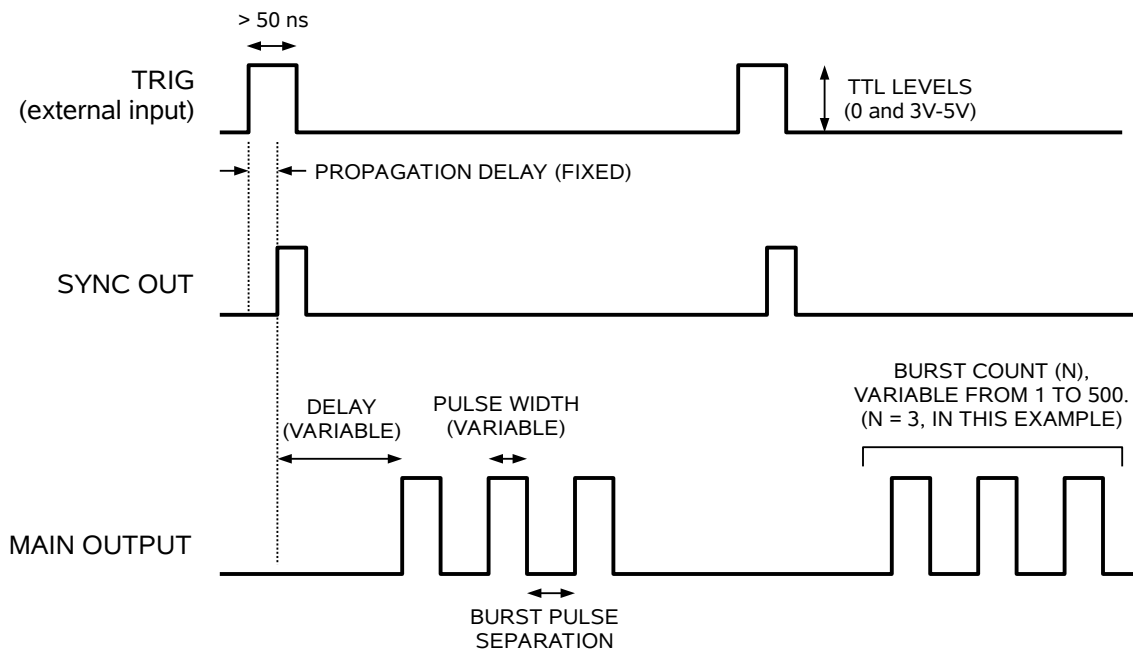 > 50 ns
TRIG
(external input)
TTL LEVELS
(0 and 3V-5V)
PROPAGATION DELAY (FIXED)
SYNC OUT
BURST COUNT (N),
VARIABLE FROM 1 TO 500.
(N = 3, IN THIS EXAMPLE)
DELAY
(VARIABLE)
PULSE WIDTH
(VARIABLE)
MAIN OUTPUT
BURST PULSE
SEPARATION